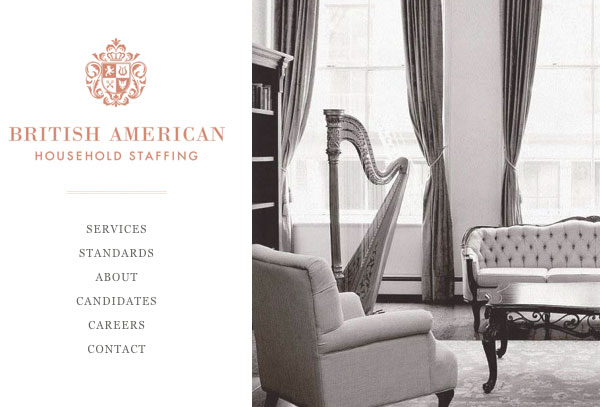 BRITISH AMERICAN
HOUSEHOLD STAFFING
SERVICES
STANDARDS
ABOUT
CANDIDATES
CAREERS
CONTACT